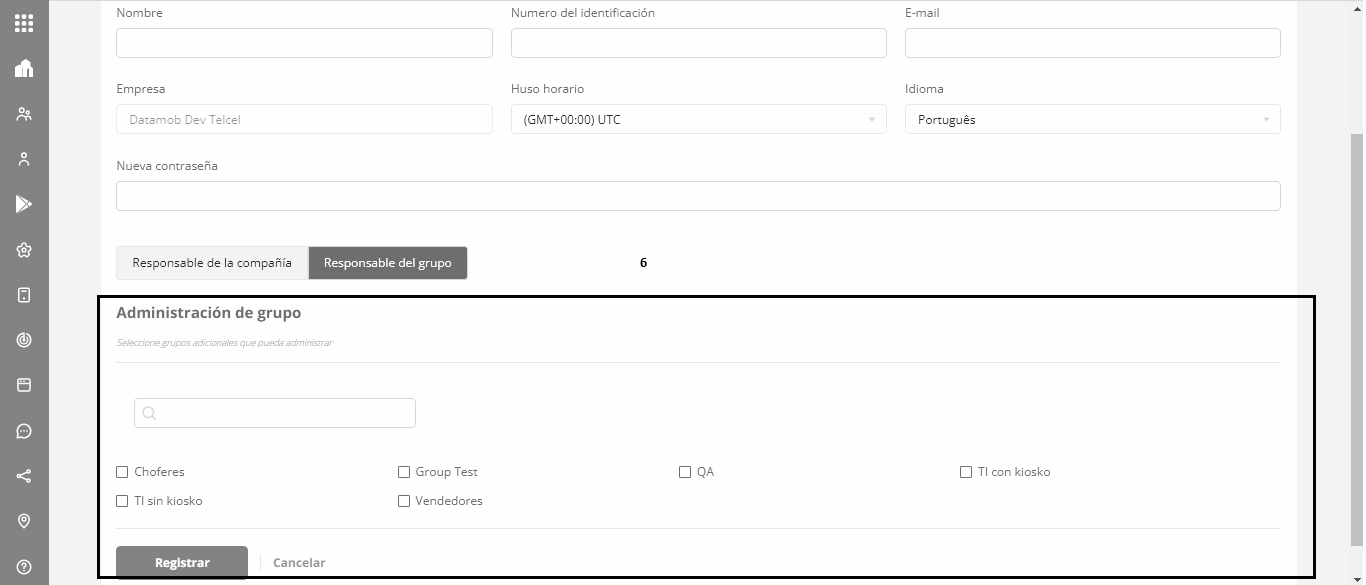 Nombre Numero del identificación E-mail
Empresa Huso horario Idioma
Datamob Dev Telcel (GMT+00:00) UTC Português
Nueva contraseña
Responsable de la compañía Responsable del grupo 6
Administración de grupo
Seleccione grupos adicionales que pueda administrar
Choferes Group Test QA TI con kiosko
TI sin kiosko Vendedores
Registrar Cancelar